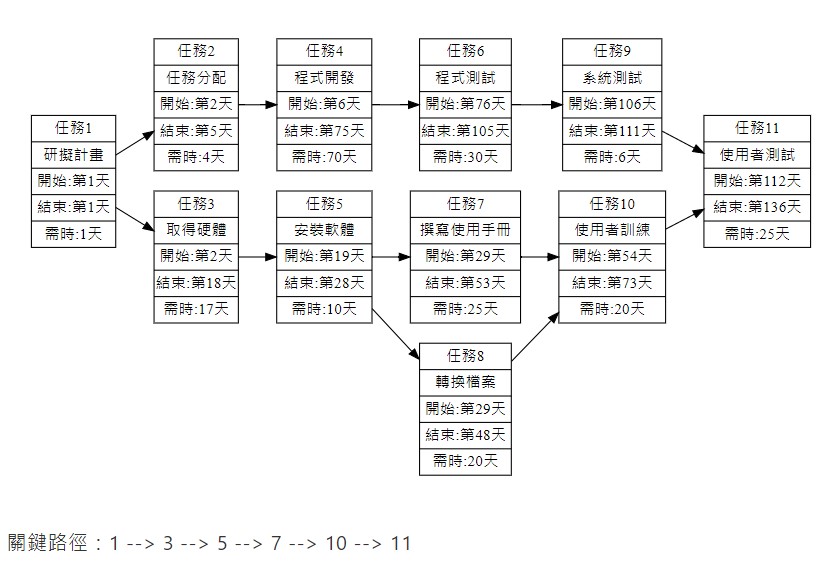 任務1
研擬計畫
開始:第1天
結束:第1天
需時:1天
任務2
任務分配
開始:第2天
結束:第5天
需時:4天
任務4
程式開發
開始:第6天
結束:第75天
需時:70天
任務6
程式測試
開始:第76天
結束:第105天
需時:30天
任務9
系統測試
開始:第106天
結束:第111天
需時:6天
任務3
取得硬體
開始:第2天
結束:第18天
需時:17天
任務5
安裝軟體
開始:第19天
結束:第28天
需時:10天
任務7
撰寫使用手冊
開始:第29天
結束:第53天
需時:25天
任務10
使用者訓練
開始:第54天
結束:第73天
需時:20天
任務8
轉換檔案
開始:第29天
結束:第48天
需時:20天
任務11
使用者測試
開始:第112天
結束:第136天
需時:25天
關鍵路徑：1 --> 3 --> 5 --> 7 --> 10 --> 11